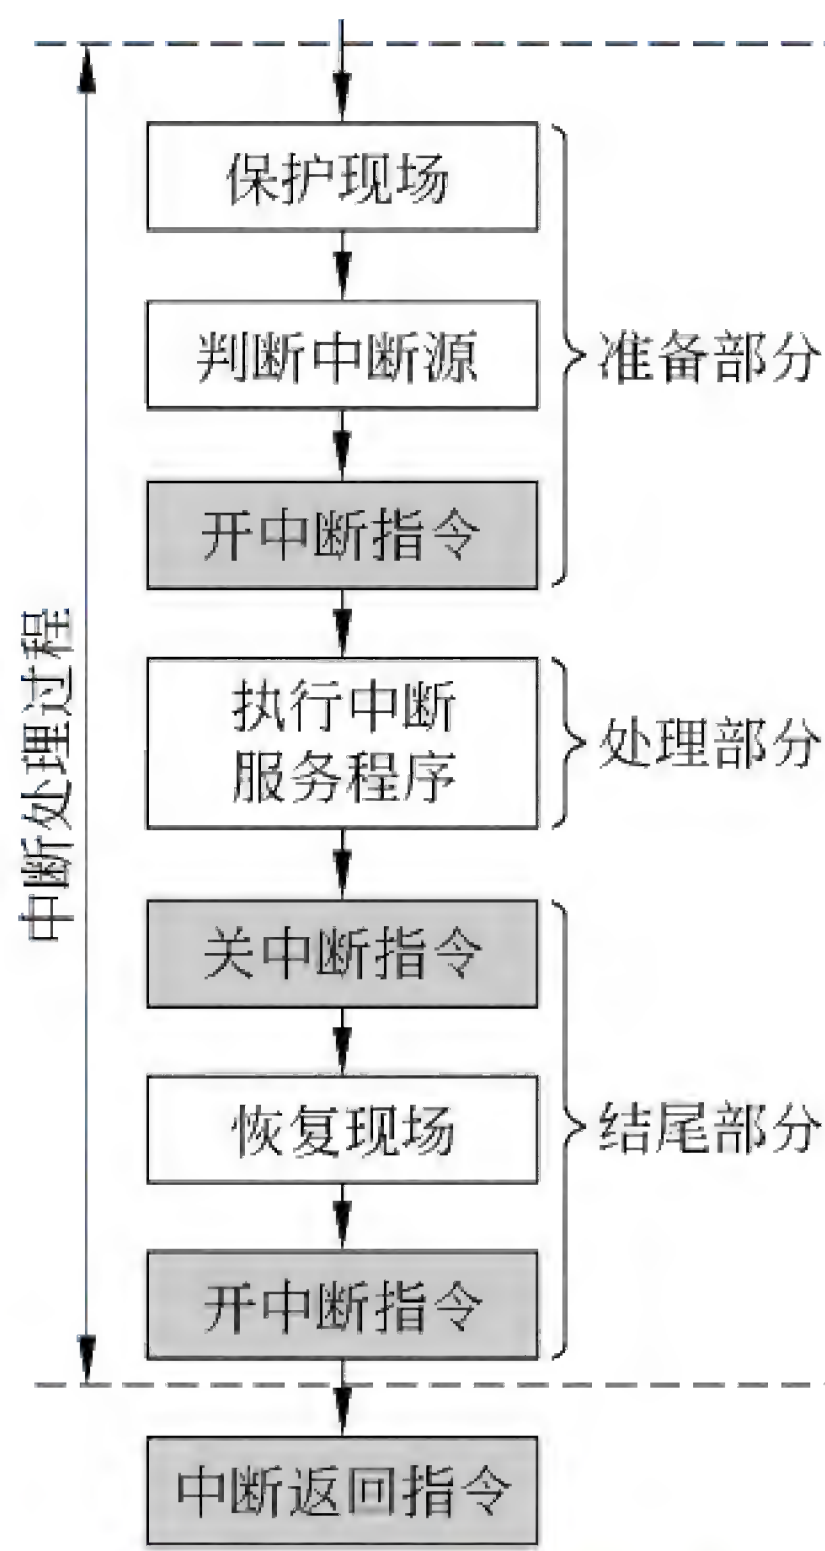 保护现场
判断中断源
准备部分
开中断指令
执行中断
服务程序
处理部分
中断处理过程
关中断指令
恢复现场
结尾部分
开中断指令
中断返回指令